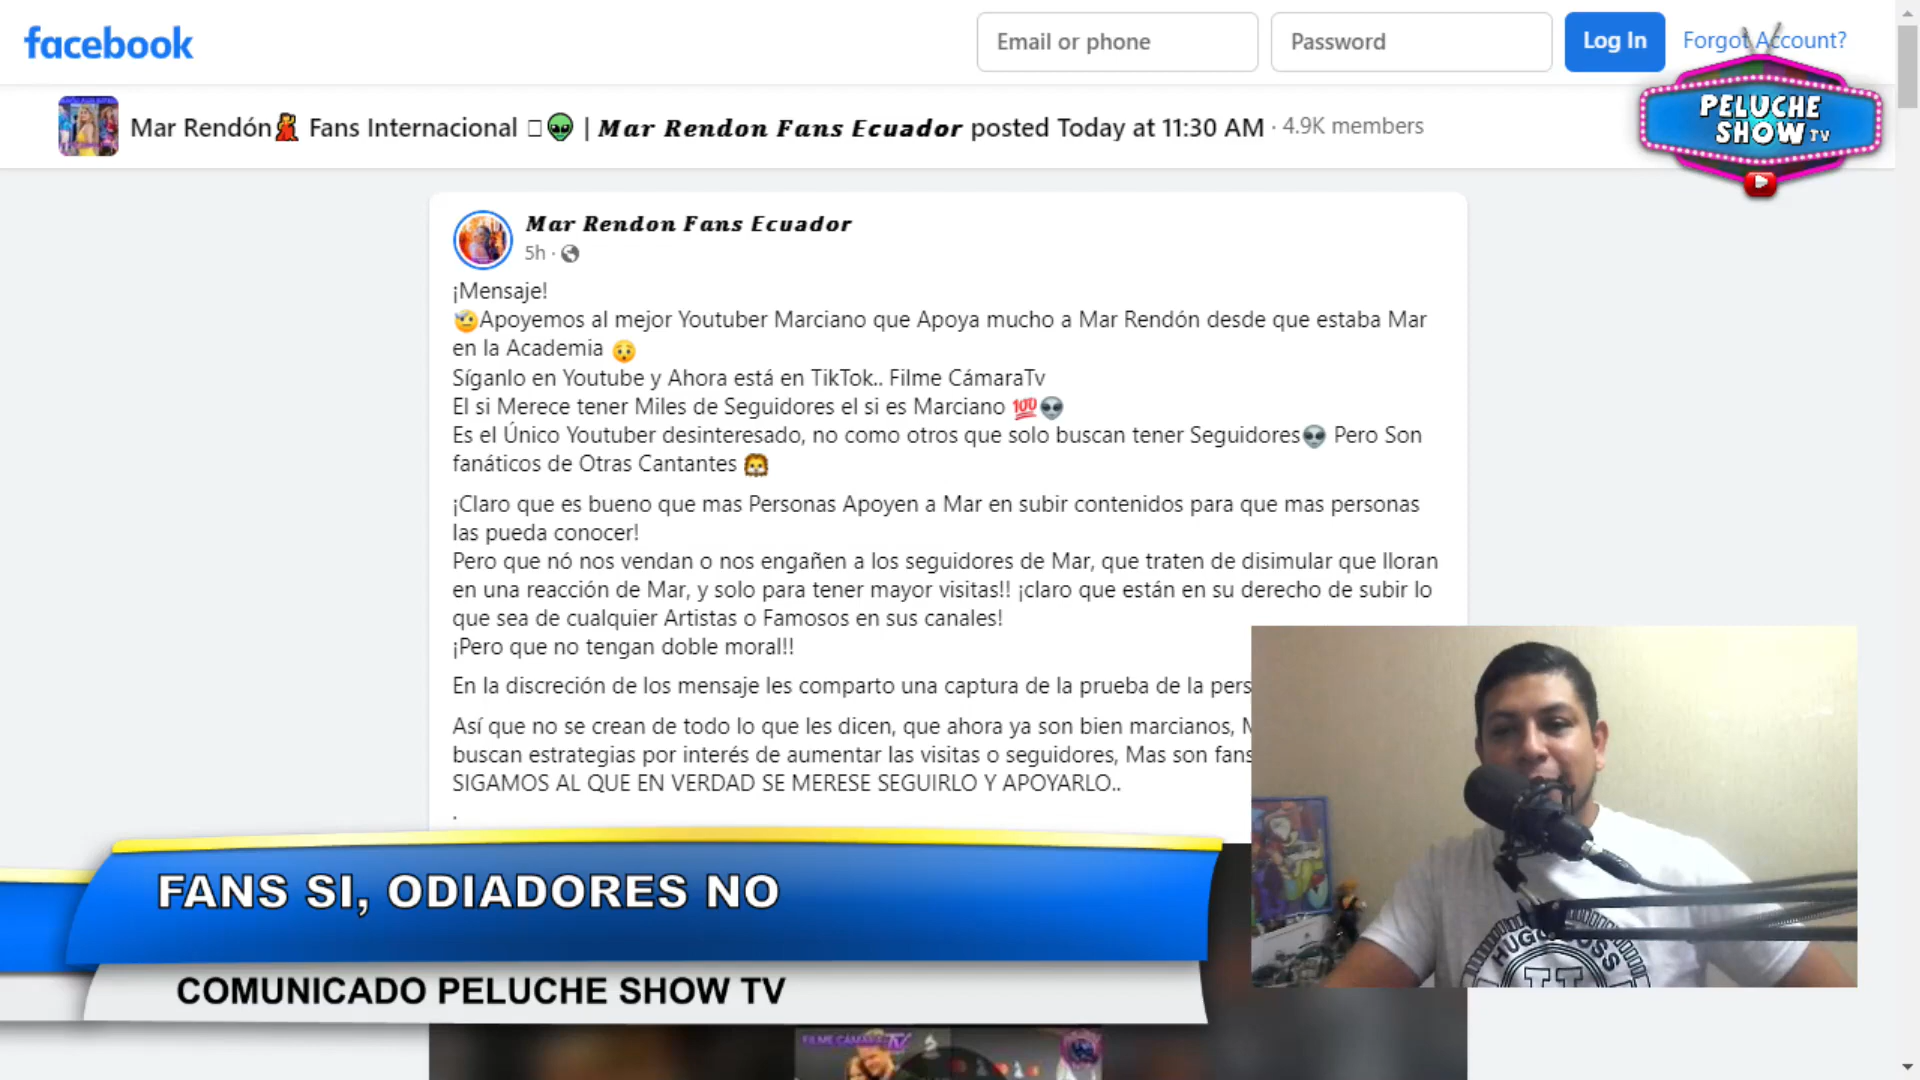 facebook
Email or phone
Password
Log In
Forgot Account?
PELUCHE
SHOW TV
Mar Rendón💃 Fans Internacional 👽 | Mar Rendon Fans Ecuador posted Today at 11:30 AM · 4.9K members
Mar Rendon Fans Ecuador
5h ·
¡Mensaje!
🤕Apoyemos al mejor Youtuber Marciano que Apoya mucho a Mar Rendón desde que estaba Mar
en la Academia 😯
Síganlo en Youtube y Ahora está en TikTok.. Filme CámaraTv
El si Merece tener Miles de Seguidores el si es Marciano 💯👽
Es el Único Youtuber desinteresado, no como otros que solo buscan tener Seguidores👽 Pero Son
fanáticos de Otras Cantantes 🦁
¡Claro que es bueno que mas Personas Apoyen a Mar en subir contenidos para que mas personas
las pueda conocer!
Pero que nó nos vendan o nos engañen a los seguidores de Mar, que traten de disimular que lloran
en una reacción de Mar, y solo para tener mayor visitas!! ¡claro que están en su derecho de subir lo
que sea de cualquier Artistas o Famosos en sus canales!
¡Pero que no tengan doble moral!!
En la discreción de los mensaje les comparto una captura de la prueba de la pers
Así que no se crean de todo lo que les dicen, que ahora ya son bien marcianos, M
buscan estrategias por interés de aumentar las visitas o seguidores, Mas son fans
SIGAMOS AL QUE EN VERDAD SE MERESE SEGUIRLO Y APOYARLO..
.
FANS SI, ODIADORES NO
COMUNICADO PELUCHE SHOW TV
FILME CÁMARA TV